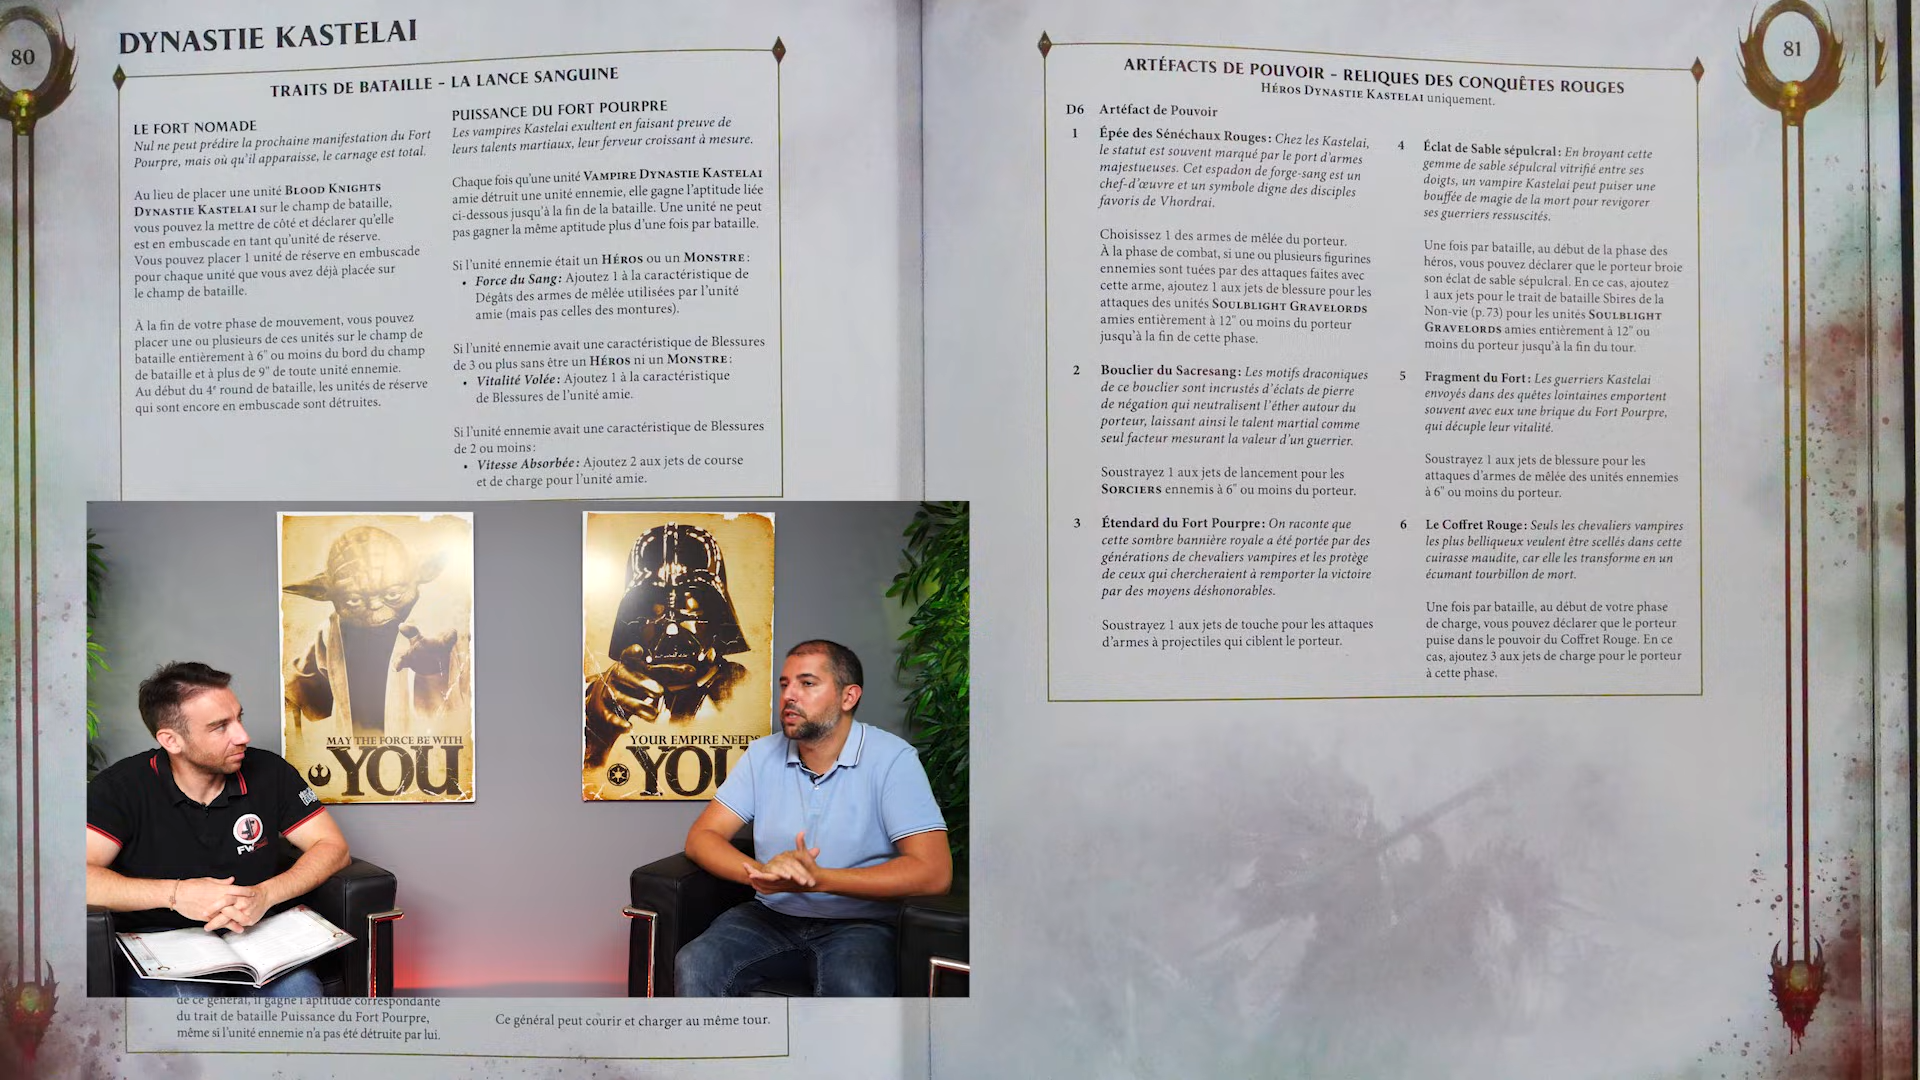 80
DYNASTIE KASTELAI
TRAITS DE BATAILLE – LA LANCE SANGUINE
LE FORT NOMADE
Nul ne peut prédire la prochaine manifestation du Fort
Pourpre, mais où qu'il apparaisse, le carnage est total.
Au lieu de placer une unité BLOOD KNIGHTS
DYNASTIE KASTELAI sur le champ de bataille,
vous pouvez la mettre de côté et déclarer qu'elle
est en embuscade en tant qu'unité de réserve.
Vous pouvez placer 1 unité de réserve en embuscade
pour chaque unité que vous avez déjà placée sur
le champ de bataille.
À la fin de votre phase de mouvement, vous pouvez
placer une ou plusieurs de ces unités sur le champ de
bataille entièrement à 6" ou moins du bord du champ
de bataille et à plus de 9" de toute unité ennemie.
Au début du 4e round de bataille, les unités de réserve
qui sont encore en embuscade sont détruites.
PUISSANCE DU FORT POURPRE
Les vampires Kastelai exultent en faisant preuve de
leurs talents martiaux, leur ferveur croissant à mesure.
Chaque fois qu'une unité VAMPIRE DYNASTIE KASTELAI
amie détruit une unité ennemie, elle gagne l'aptitude liée
ci-dessous jusqu'à la fin de la bataille. Une unité ne peut
pas gagner la même aptitude plus d'une fois par bataille.
Si l'unité ennemie était un HÉROS ou un MONSTRE :
• Force du Sang : Ajoutez 1 à la caractéristique de
Dégâts des armes de mêlée utilisées par l'unité
amie (mais pas celles des montures).
Si l'unité ennemie avait une caractéristique de Blessures
de 3 ou plus sans être un HÉROS ni un MONSTRE :
• Vitalité Volée : Ajoutez 1 à la caractéristique
de Blessures de l'unité amie.
Si l'unité ennemie avait une caractéristique de Blessures
de 2 ou moins :
• Vitesse Absorbée : Ajoutez 2 aux jets de course
et de charge pour l'unité amie.
MAY THE FORCE BE WITH
YOU
YOUR EMPIRE NEEDS
YOU
FW
de ce général, il gagne l'aptitude correspondante
du trait de bataille Puissance du Fort Pourpre,
même si l'unité ennemie n'a pas été détruite par lui.
Ce général peut courir et charger au même tour.
81
ARTÉFACTS DE POUVOIR – RELIQUES DES CONQUÊTES ROUGES
HÉROS DYNASTIE KASTELAI uniquement.
D6 Artéfact de Pouvoir
1 Épée des Sénéchaux Rouges : Chez les Kastelai,
le statut est souvent marqué par le port d'armes
majestueuses. Cet espadon de forge-sang est un
chef-d'œuvre et un symbole digne des disciples
favoris de Vhordrai.
Choisissez 1 des armes de mêlée du porteur.
À la phase de combat, si une ou plusieurs figurines
ennemies sont tuées par des attaques faites avec
cette arme, ajoutez 1 aux jets de blessure pour les
attaques des unités SOULBLIGHT GRAVELORDS
amies entièrement à 12" ou moins du porteur
jusqu'à la fin de cette phase.
2 Bouclier du Sacresang : Les motifs draconiques
de ce bouclier sont incrustés d'éclats de pierre
de négation qui neutralisent l'éther autour du
porteur, laissant ainsi le talent martial comme
seul facteur mesurant la valeur d'un guerrier.
Soustrayez 1 aux jets de lancement pour les
SORCIERS ennemis à 6" ou moins du porteur.
3 Étendard du Fort Pourpre : On raconte que
cette sombre bannière royale a été portée par des
générations de chevaliers vampires et les protège
de ceux qui chercheraient à remporter la victoire
par des moyens déshonorables.
Soustrayez 1 aux jets de touche pour les attaques
d'armes à projectiles qui ciblent le porteur.
4 Éclat de Sable sépulcral : En broyant cette
gemme de sable sépulcral vitrifié entre ses
doigts, un vampire Kastelai peut puiser une
bouffée de magie de la mort pour revigorer
ses guerriers ressuscités.
Une fois par bataille, au début de la phase des
héros, vous pouvez déclarer que le porteur broie
son éclat de sable sépulcral. En ce cas, ajoutez
1 aux jets pour le trait de bataille Sbires de la
Non-vie (p.73) pour les unités SOULBLIGHT
GRAVELORDS amies entièrement à 12" ou
moins du porteur jusqu'à la fin du tour.
5 Fragment du Fort : Les guerriers Kastelai
envoyés dans des quêtes lointaines emportent
souvent avec eux une brique du Fort Pourpre,
qui décuple leur vitalité.
Soustrayez 1 aux jets de blessure pour les
attaques d'armes de mêlée des unités ennemies
à 6" ou moins du porteur.
6 Le Coffret Rouge : Seuls les chevaliers vampires
les plus belliqueux veulent être scellés dans cette
cuirasse maudite, car elle les transforme en un
écumant tourbillon de mort.
Une fois par bataille, au début de votre phase
de charge, vous pouvez déclarer que le porteur
puise dans le pouvoir du Coffret Rouge. En ce
cas, ajoutez 3 aux jets de charge pour le porteur
à cette phase.